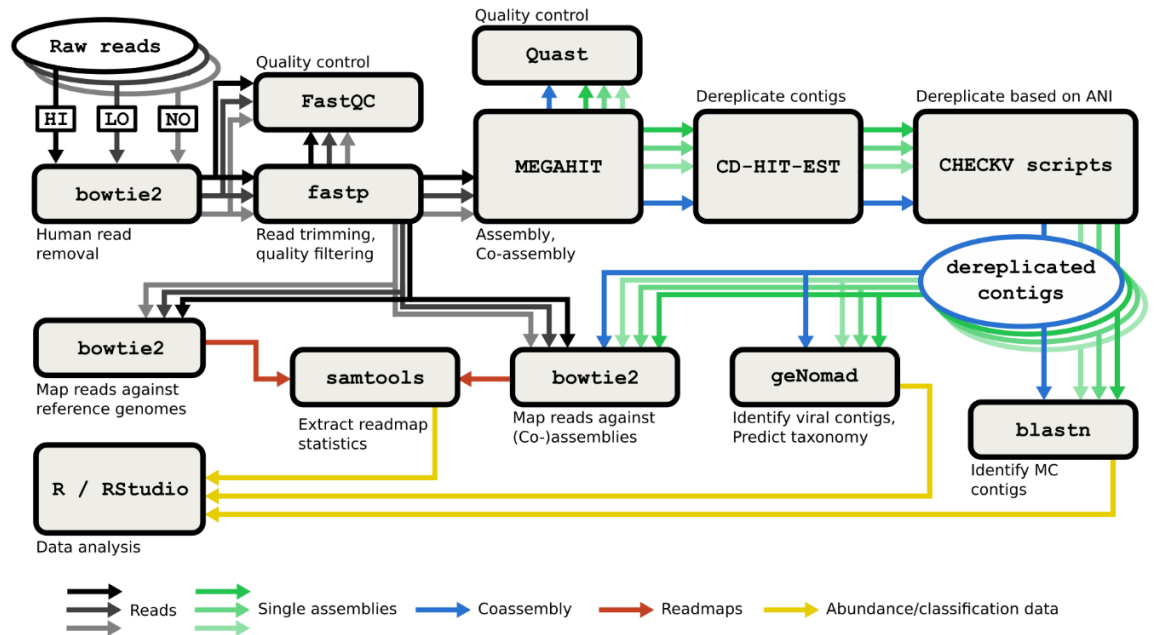 Raw reads
HI
LO
NO
bowtie2
Human read
removal
Quality control
FastQC
fastp
Read trimming,
quality filtering
Quality control
Quast
MEGAHIT
Assembly,
Co-assembly
Dereplicate contigs
CD-HIT-EST
Dereplicate based on ANI
CHECKV scripts
dereplicated
contigs
bowtie2
Map reads against
reference genomes
samtools
Extract readmap
statistics
bowtie2
Map reads against
(Co-)assemblies
geNomad
Identify viral contigs,
Predict taxonomy
blastn
Identify MC
contigs
R / RStudio
Data analysis
Reads
Single assemblies
Coassembly
Readmaps
Abundance/classification data